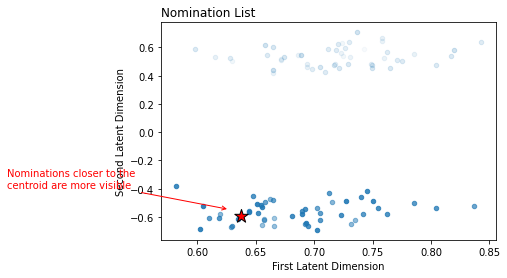 Nomination List
0.6
0.4
0.2
0.0
−0.2
−0.4
−0.6
Second Latent Dimension
Nominations closer to the
centroid are more visible
0.60
0.65
0.70
0.75
0.80
0.85
First Latent Dimension